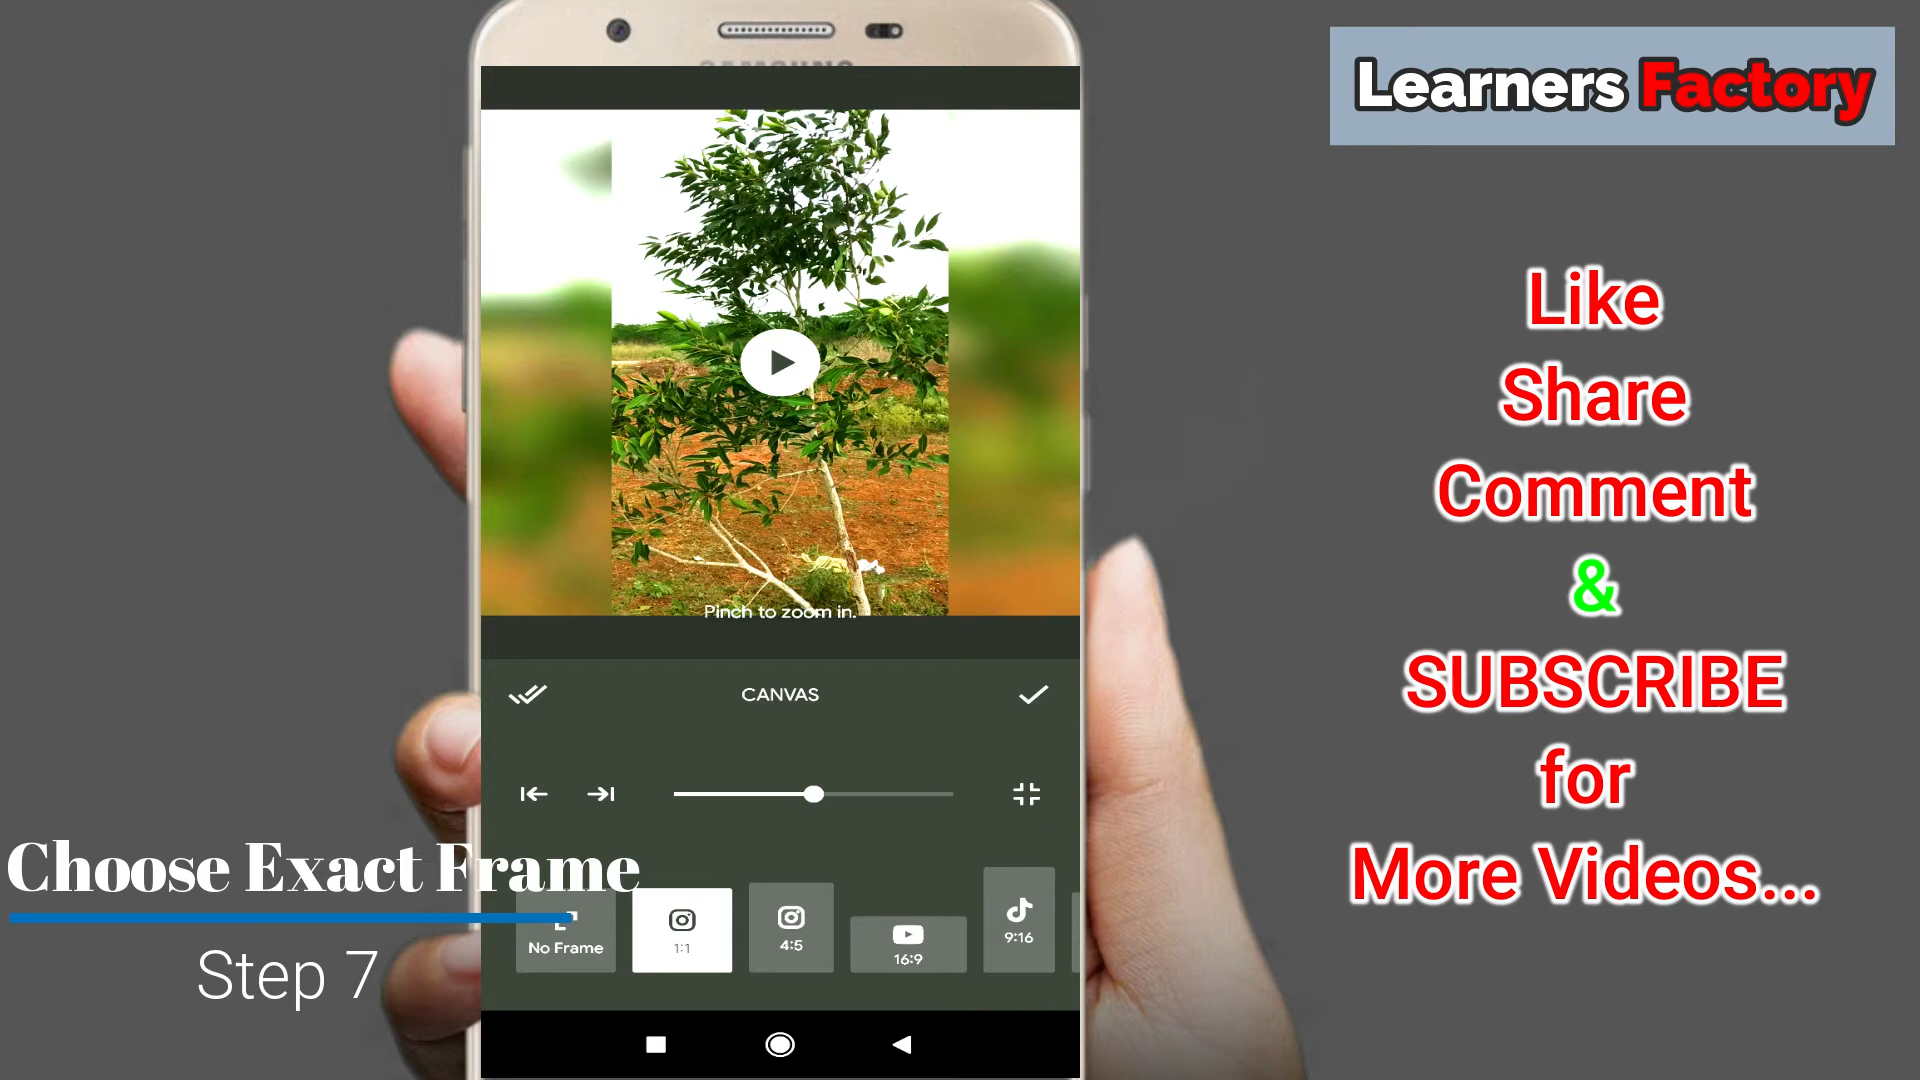 SAMSUNG
Learners Factory
Like
Share
Comment
&
SUBSCRIBE
for
More Videos...
Pinch to zoom in.
CANVAS
Choose Exact Frame
Step 7
No Frame
1:1
4:5
16:9
9:16